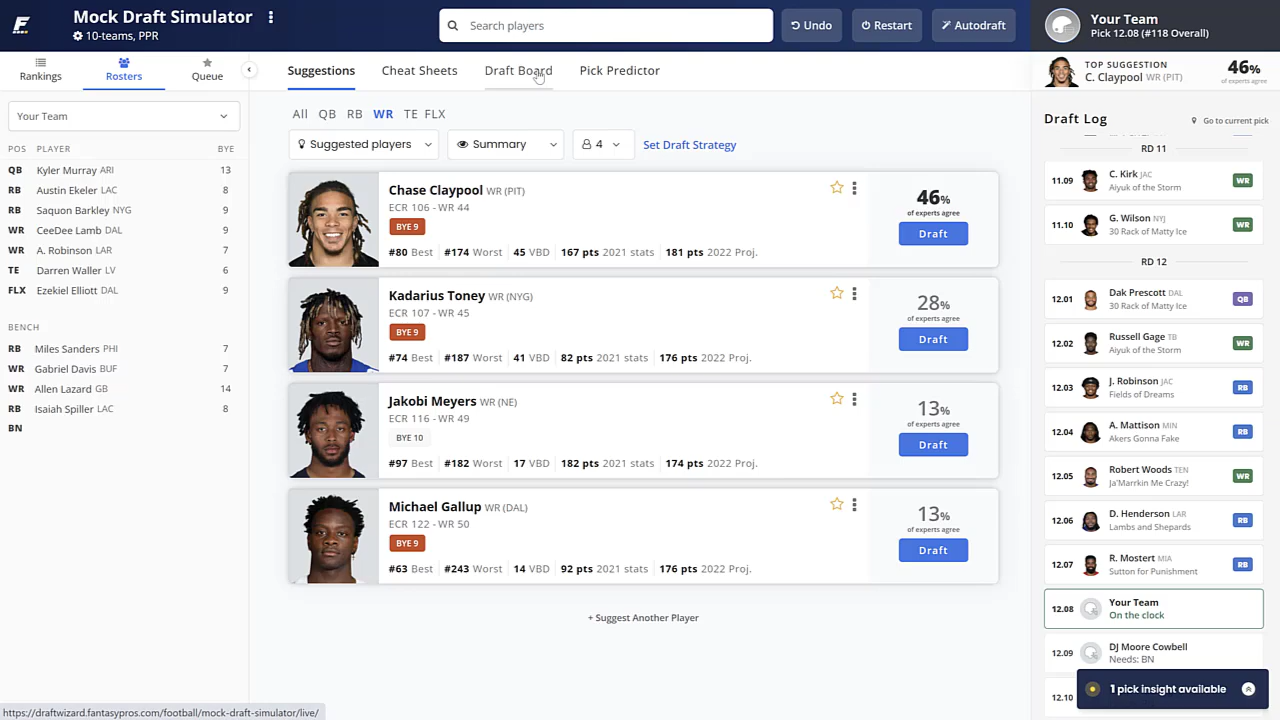 Mock Draft Simulator
10-teams, PPR
Search players
Undo
Restart
Autodraft
Your Team
Pick 12.08 (#118 Overall)
Rankings
Rosters
Queue
Suggestions
Cheat Sheets
Draft Board
Pick Predictor
TOP SUGGESTION
C. Claypool WR (PIT)
46%
of experts agree
Your Team
POS PLAYER BYE
QB Kyler Murray ARI 13
RB Austin Ekeler LAC 8
RB Saquon Barkley NYG 9
WR CeeDee Lamb DAL 9
WR A. Robinson LAR 7
TE Darren Waller LV 6
FLX Ezekiel Elliott DAL 9
BENCH
RB Miles Sanders PHI 7
WR Gabriel Davis BUF 7
WR Allen Lazard GB 14
RB Isaiah Spiller LAC 8
BN
All QB RB WR TE FLX
Suggested players
Summary
4
Set Draft Strategy
Chase Claypool WR (PIT)
ECR 106 - WR 44
BYE 9
#80 Best #174 Worst 45 VBD 167 pts 2021 stats 181 pts 2022 Proj.
46%
of experts agree
Draft
Kadarius Toney WR (NYG)
ECR 107 - WR 45
BYE 9
#74 Best #187 Worst 41 VBD 82 pts 2021 stats 176 pts 2022 Proj.
28%
of experts agree
Draft
Jakobi Meyers WR (NE)
ECR 116 - WR 49
BYE 10
#97 Best #182 Worst 17 VBD 182 pts 2021 stats 174 pts 2022 Proj.
13%
of experts agree
Draft
Michael Gallup WR (DAL)
ECR 122 - WR 50
BYE 9
#63 Best #243 Worst 14 VBD 92 pts 2021 stats 176 pts 2022 Proj.
13%
of experts agree
Draft
+ Suggest Another Player
Draft Log
Go to current pick
RD 11
11.09 C. Kirk JAC WR
Aiyuk of the Storm
11.10 G. Wilson NYJ WR
30 Rack of Matty Ice
RD 12
12.01 Dak Prescott DAL QB
30 Rack of Matty Ice
12.02 Russell Gage TB WR
Aiyuk of the Storm
12.03 J. Robinson JAC RB
Fields of Dreams
12.04 A. Mattison MIN RB
Akers Gonna Fake
12.05 Robert Woods TEN WR
Ja'Marrkin Me Crazy!
12.06 D. Henderson LAR RB
Lambs and Shepards
12.07 R. Mostert MIA RB
Sutton for Punishment
12.08 Your Team
On the clock
12.09 DJ Moore Cowbell
Needs: BN
12.10
1 pick insight available
https://draftwizard.fantasypros.com/football/mock-draft-simulator/live/